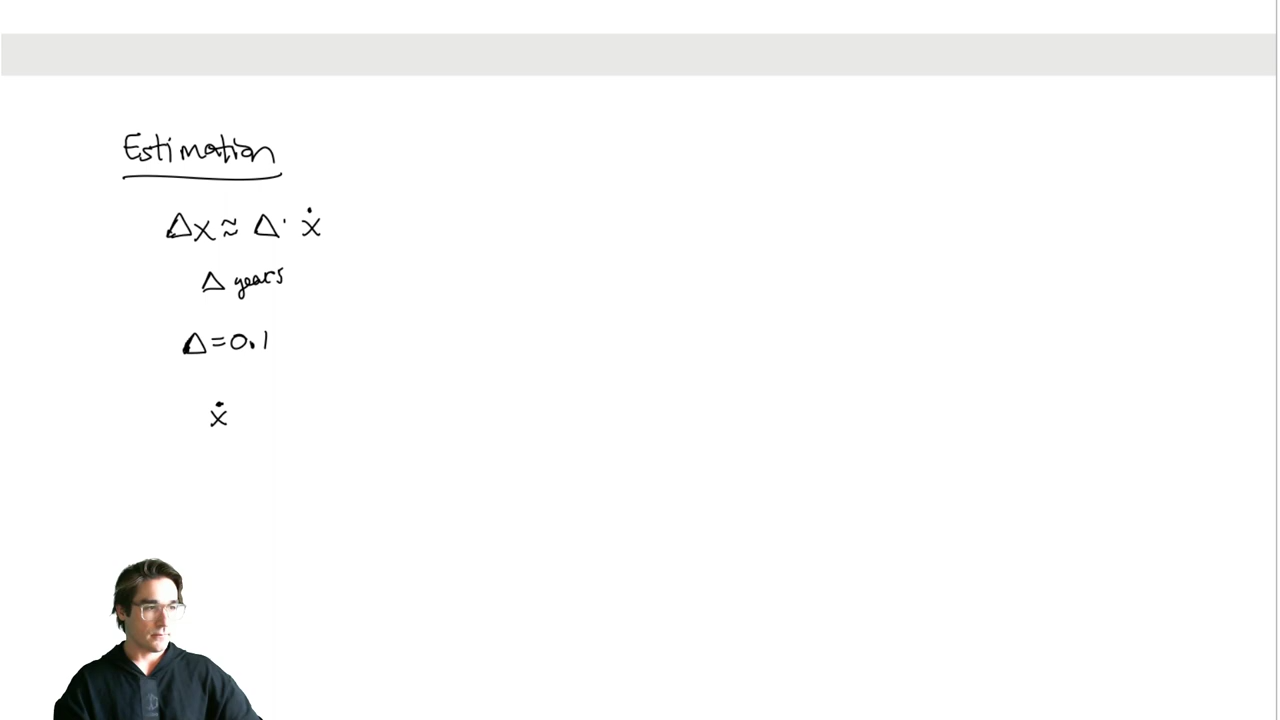 Estimation
Δx ≈ Δ · ẋ
Δ years
Δ = 0.1
ẋ